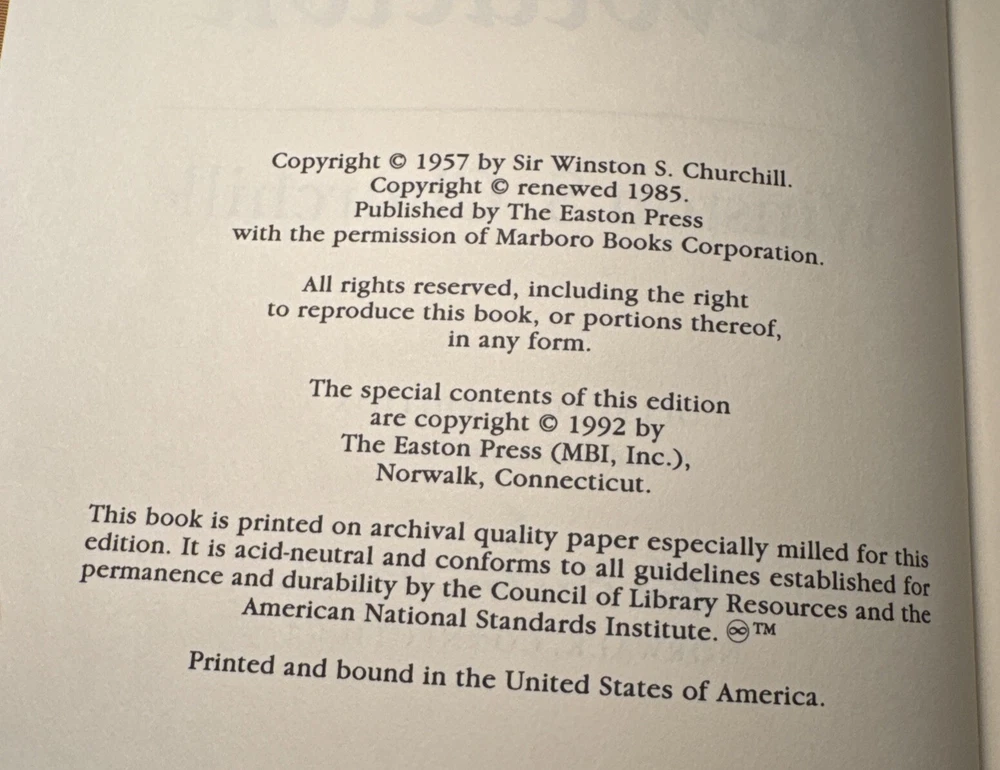 Copyright © 1957 by Sir Winston S. Churchill.
Copyright © renewed 1985.
Published by The Easton Press
with the permission of Marboro Books Corporation.
All rights reserved, including the right
to reproduce this book, or portions thereof,
in any form.
The special contents of this edition
are copyright © 1992 by
The Easton Press (MBI, Inc.),
Norwalk, Connecticut.
This book is printed on archival quality paper especially milled for this
edition. It is acid-neutral and conforms to all guidelines established for
permanence and durability by the Council of Library Resources and the
American National Standards Institute. ♾™
Printed and bound in the United States of America.